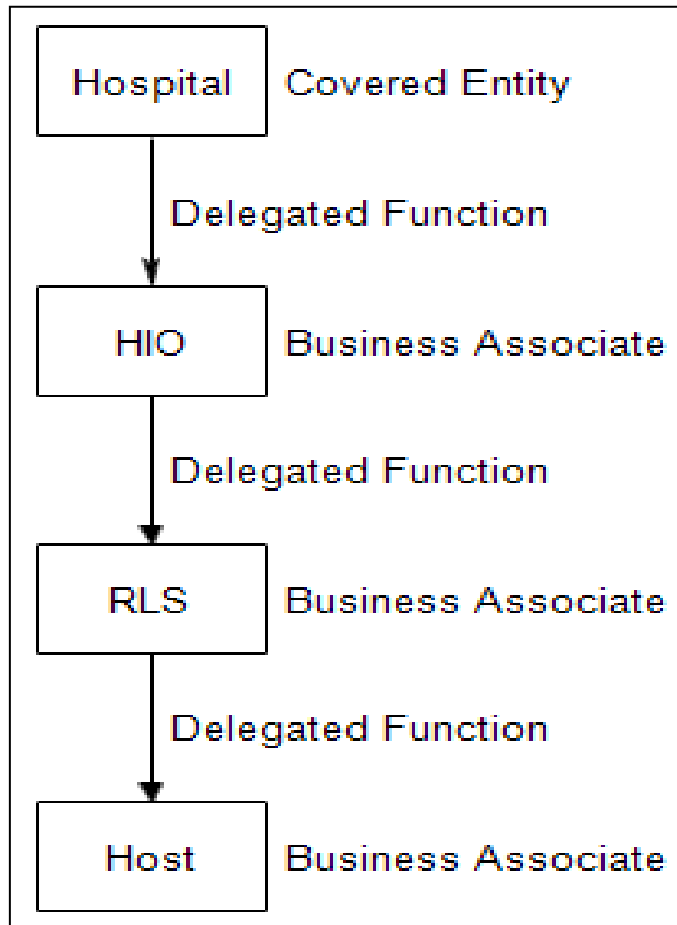 Hospital Covered Entity
Delegated Function
HIO Business Associate
Delegated Function
RLS Business Associate
Delegated Function
Host Business Associate